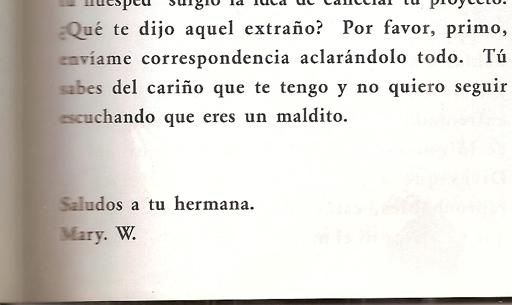 tu huésped surgió la idea de cancelar tu proyecto.
¿Qué te dijo aquel extraño? Por favor, primo,
envíame correspondencia aclarándolo todo. Tú
sabes del cariño que te tengo y no quiero seguir
escuchando que eres un maldito.
Saludos a tu hermana.
Mary. W.